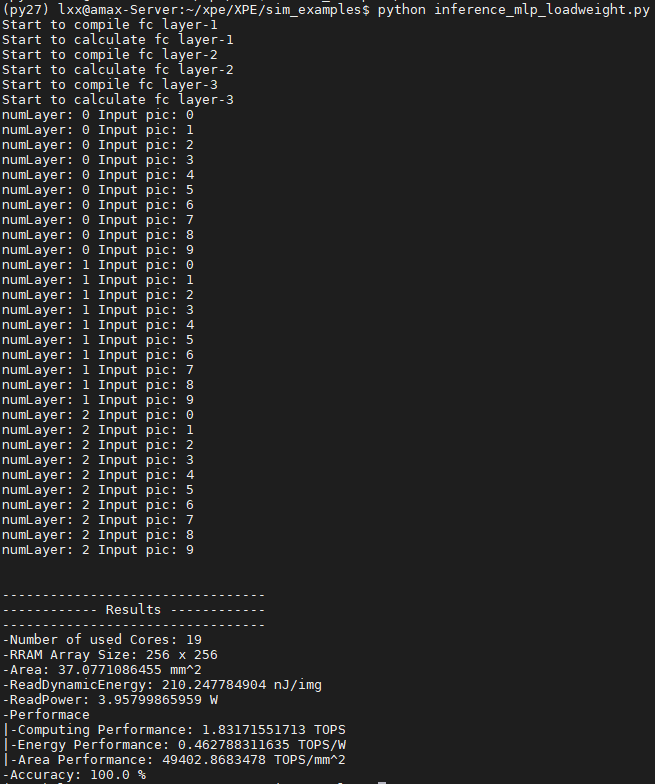 (py27) lxx@amax-Server:~/xpe/XPE/sim_examples$ python inference_mlp_loadweight.py
Start to compile fc layer-1
Start to calculate fc layer-1
Start to compile fc layer-2
Start to calculate fc layer-2
Start to compile fc layer-3
Start to calculate fc layer-3
numLayer: 0 Input pic: 0
numLayer: 0 Input pic: 1
numLayer: 0 Input pic: 2
numLayer: 0 Input pic: 3
numLayer: 0 Input pic: 4
numLayer: 0 Input pic: 5
numLayer: 0 Input pic: 6
numLayer: 0 Input pic: 7
numLayer: 0 Input pic: 8
numLayer: 0 Input pic: 9
numLayer: 1 Input pic: 0
numLayer: 1 Input pic: 1
numLayer: 1 Input pic: 2
numLayer: 1 Input pic: 3
numLayer: 1 Input pic: 4
numLayer: 1 Input pic: 5
numLayer: 1 Input pic: 6
numLayer: 1 Input pic: 7
numLayer: 1 Input pic: 8
numLayer: 1 Input pic: 9
numLayer: 2 Input pic: 0
numLayer: 2 Input pic: 1
numLayer: 2 Input pic: 2
numLayer: 2 Input pic: 3
numLayer: 2 Input pic: 4
numLayer: 2 Input pic: 5
numLayer: 2 Input pic: 6
numLayer: 2 Input pic: 7
numLayer: 2 Input pic: 8
numLayer: 2 Input pic: 9
---------------------------------
------------ Results ------------
---------------------------------
-Number of used Cores: 19
-RRAM Array Size: 256 x 256
-Area: 37.0771086455 mm^2
-ReadDynamicEnergy: 210.247784904 nJ/img
-ReadPower: 3.95799865959 W
-Performace
|-Computing Performance: 1.83171551713 TOPS
|-Energy Performance: 0.462788311635 TOPS/W
|-Area Performance: 49402.8683478 TOPS/mm^2
-Accuracy: 100.0 %